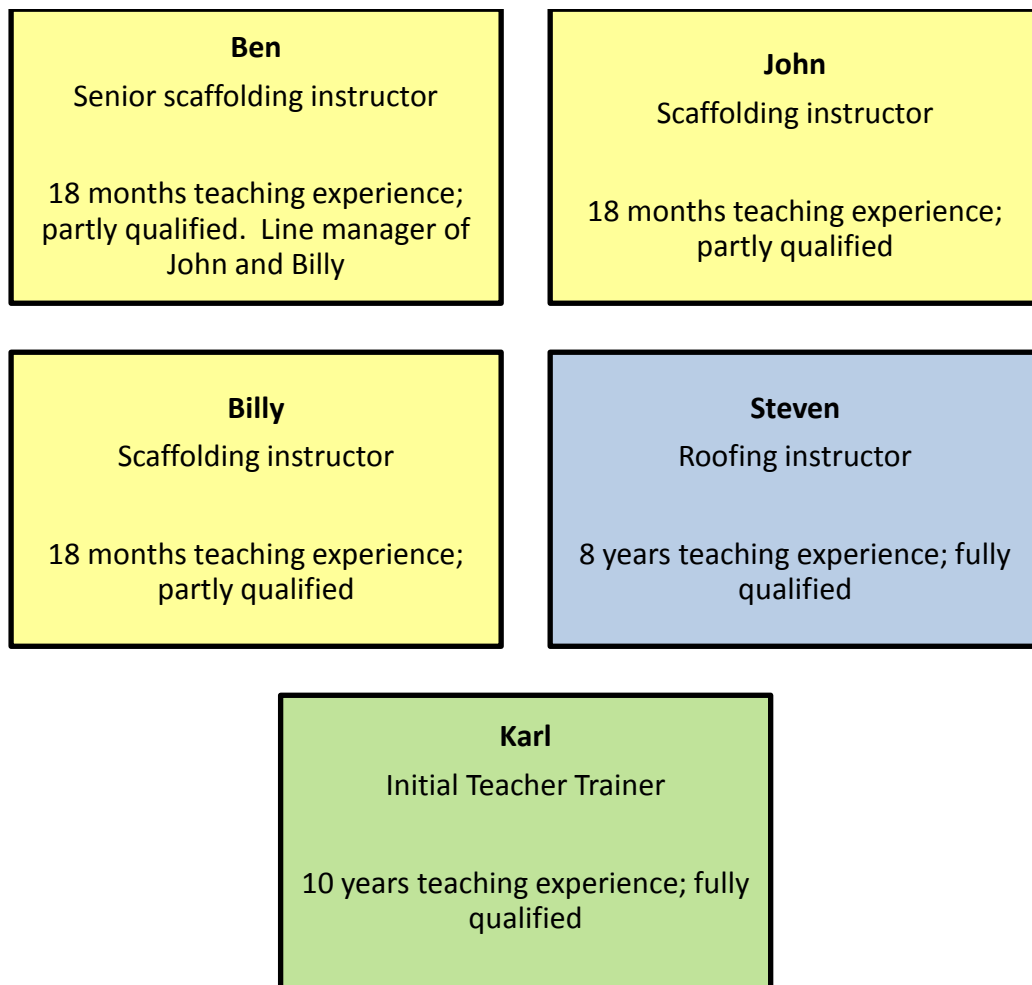 Ben
Senior scaffolding instructor
18 months teaching experience;
partly qualified.  Line manager of
John and Billy
John
Scaffolding instructor
18 months teaching experience;
partly qualified
Billy
Scaffolding instructor
18 months teaching experience;
partly qualified
Steven
Roofing instructor
8 years teaching experience; fully
qualified
Karl
Initial Teacher Trainer
10 years teaching experience; fully
qualified